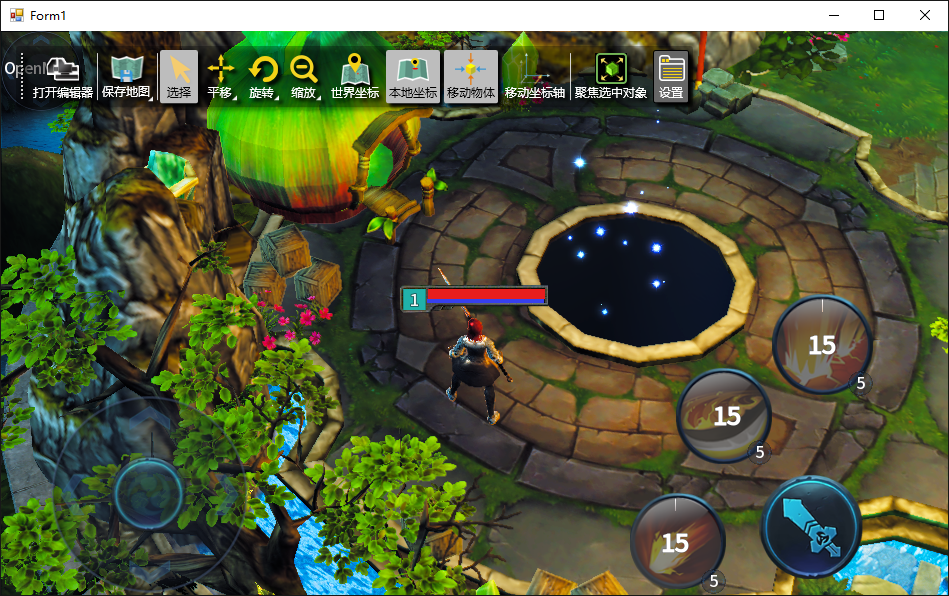 Form1
Open
打开编辑器
保存地图
选择
平移
旋转
缩放
世界坐标
本地坐标
移动物体
移动坐标轴
聚焦选中对象
设置
1
15
5
15
5
15
5